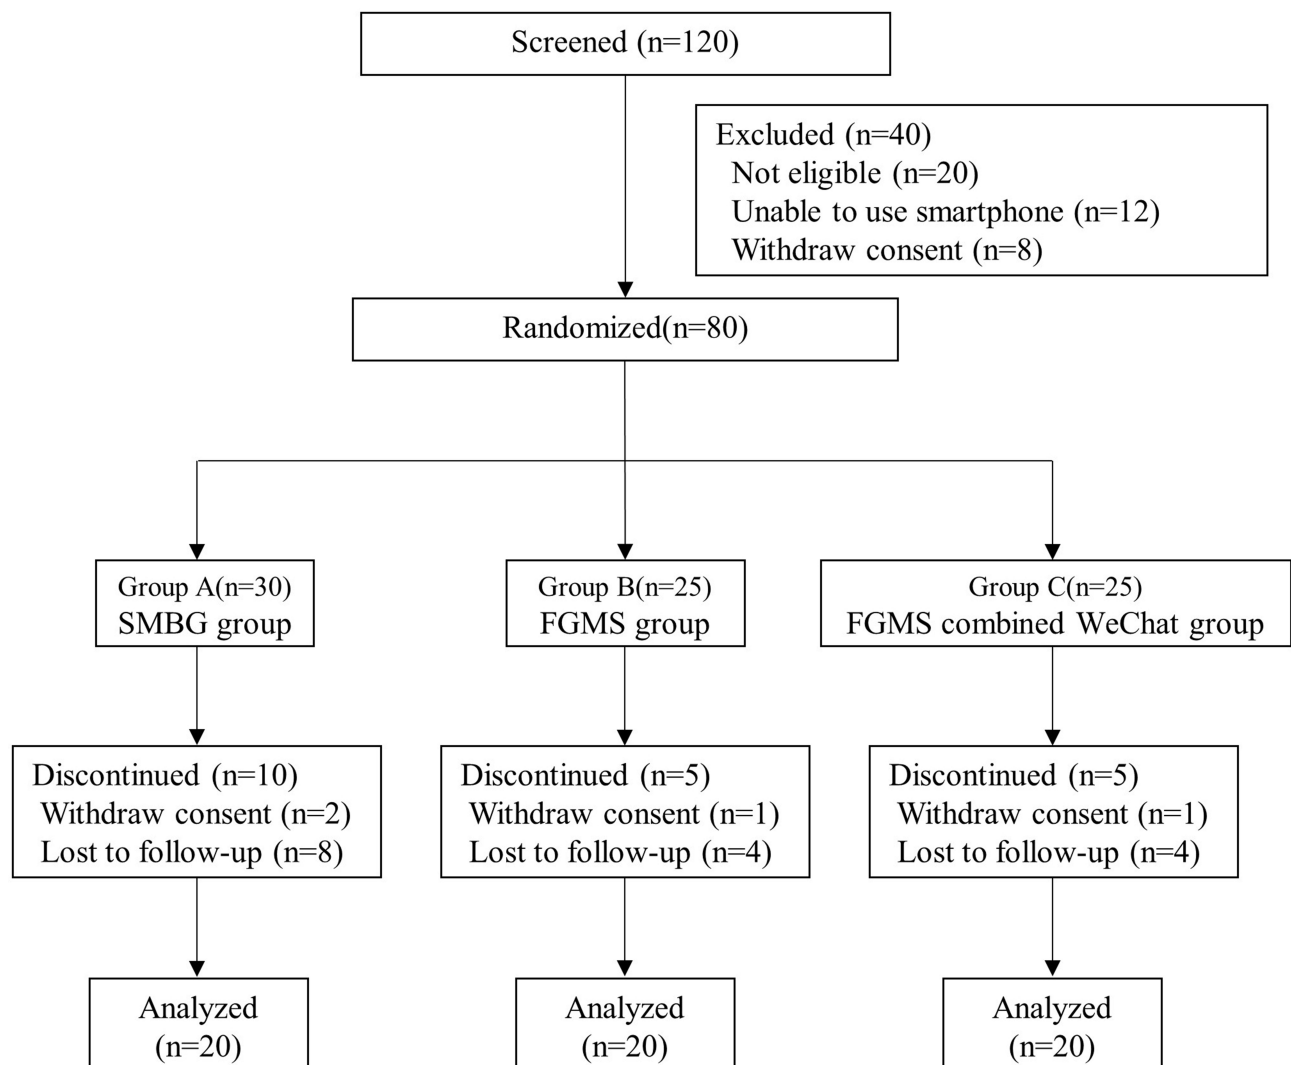 Screened (n=120)
Excluded (n=40)
Not eligible (n=20)
Unable to use smartphone (n=12)
Withdraw consent (n=8)
Randomized(n=80)
Group A(n=30)
SMBG group
Group B(n=25)
FGMS group
Group C(n=25)
FGMS combined WeChat group
Discontinued (n=10)
Withdraw consent (n=2)
Lost to follow-up (n=8)
Discontinued (n=5)
Withdraw consent (n=1)
Lost to follow-up (n=4)
Discontinued (n=5)
Withdraw consent (n=1)
Lost to follow-up (n=4)
Analyzed
(n=20)
Analyzed
(n=20)
Analyzed
(n=20)